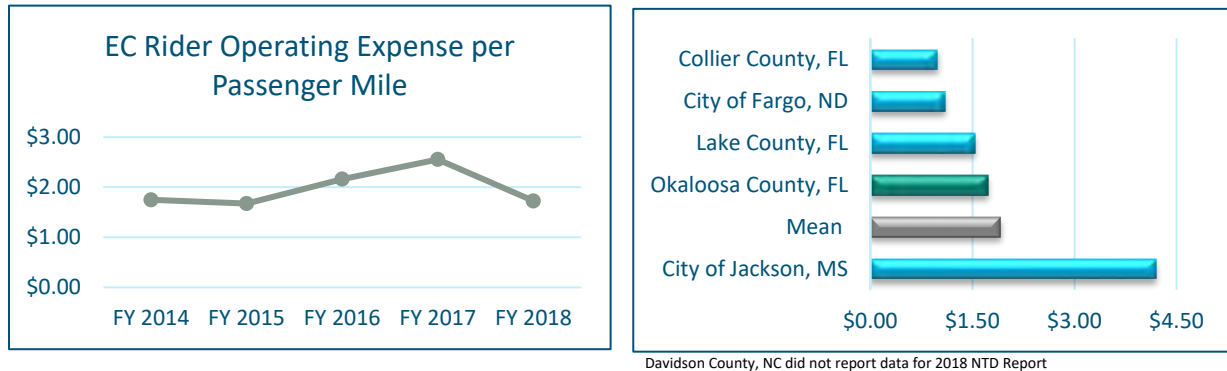 EC Rider Operating Expense per
Passenger Mile
$3.00
$2.00
$1.00
$0.00
FY 2014 FY 2015 FY 2016 FY 2017 FY 2018
Collier County, FL
City of Fargo, ND
Lake County, FL
Okaloosa County, FL
Mean
City of Jackson, MS
$0.00 $1.50 $3.00 $4.50
Davidson County, NC did not report data for 2018 NTD Report